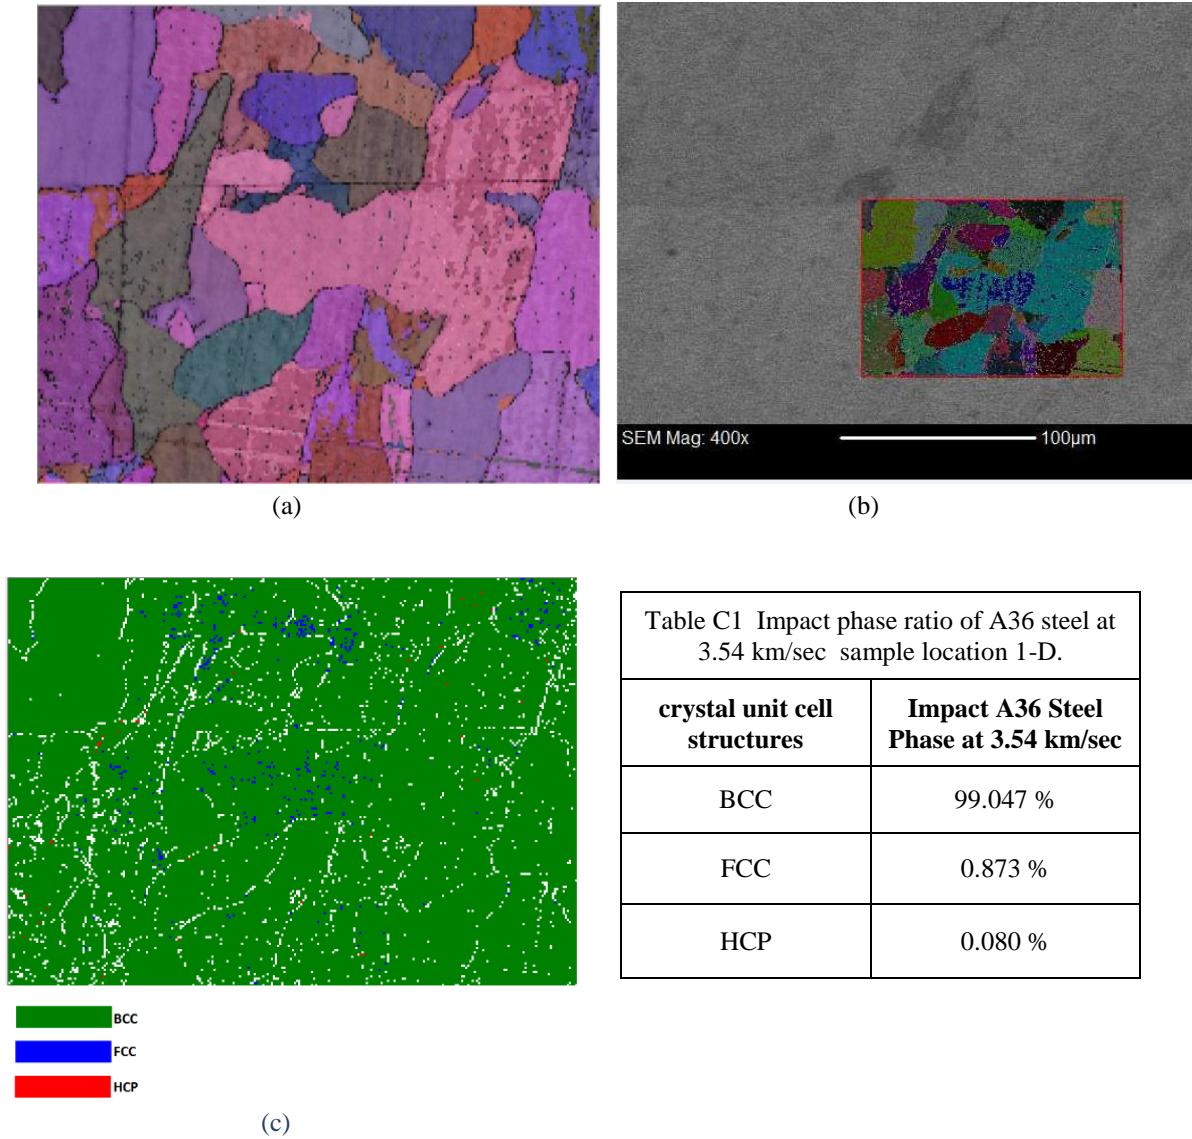 SEM Mag: 400x 100µm
(a) (b)
Table C1 Impact phase ratio of A36 steel at
3.54 km/sec sample location 1-D.
crystal unit cell
structures
Impact A36 Steel
Phase at 3.54 km/sec
BCC 99.047 %
FCC 0.873 %
HCP 0.080 %
BCC
FCC
HCP
(c)